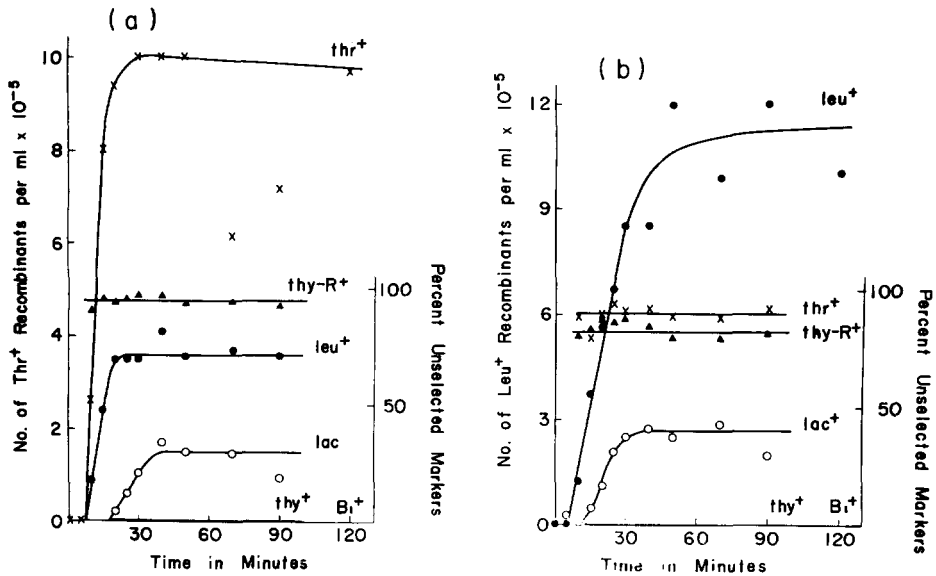 (a)
No. of Thr⁺ Recombinants per ml x 10⁻⁵
10
8
6
4
2
0
thr⁺
thy-R⁺
leu⁺
lac
thy⁺ B₁⁺
100
50
Percent Unselected Markers
30 60 90 120
Time in Minutes
(b)
No. of Leu⁺ Recombinants per ml x 10⁻⁵
12
9
6
3
0
leu⁺
thr⁺
thy-R⁺
lac⁺
thy⁺ B₁⁺
100
50
Percent Unselected Markers
30 60 90 120
Time in Minutes